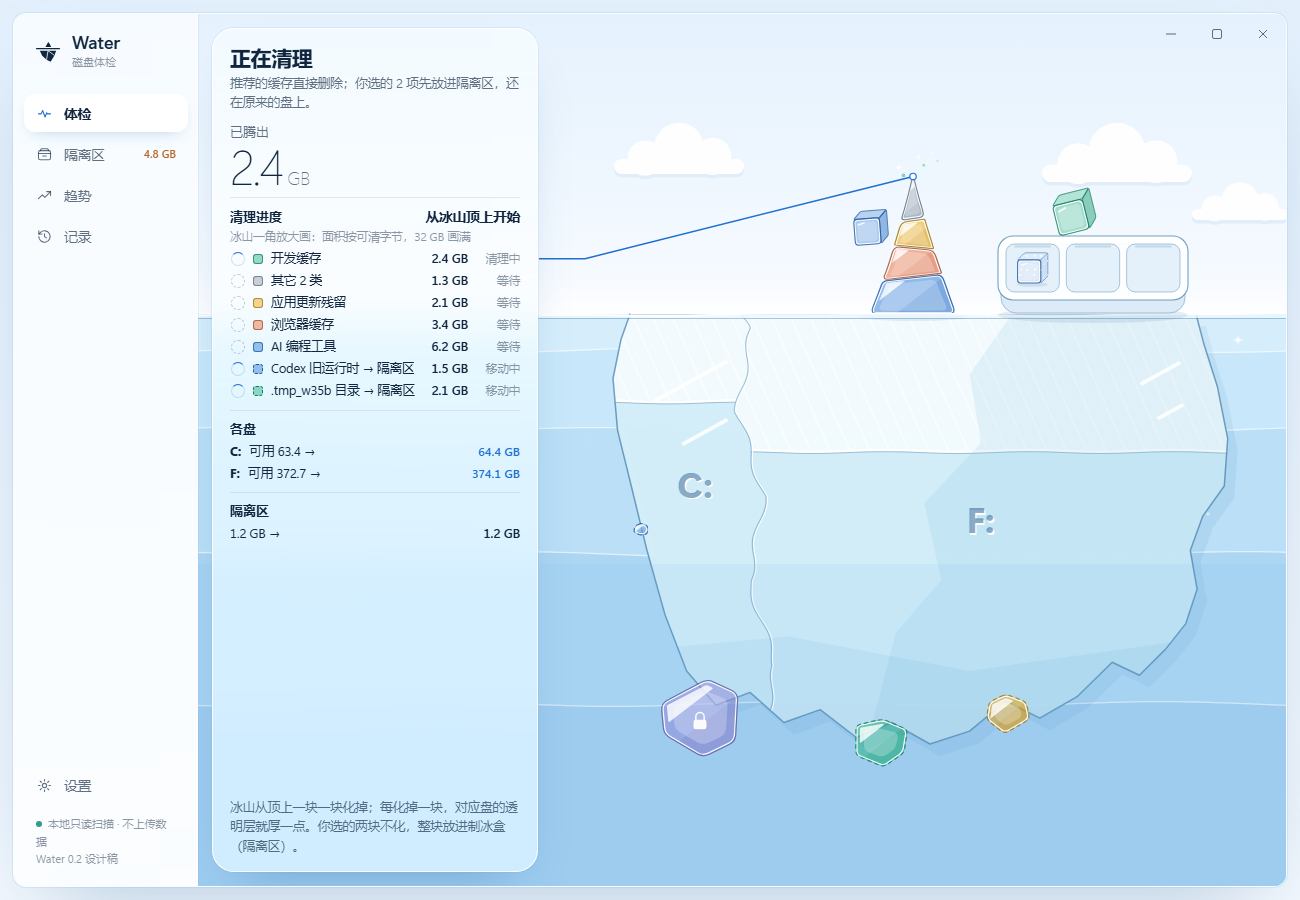 Water
磁盘体检
体检
隔离区 4.8 GB
趋势
记录
设置
本地只读扫描 · 不上传数
据
Water 0.2 设计稿
正在清理
推荐的缓存直接删除；你选的 2 项先放进隔离区，还
在原来的盘上。
已腾出
2.4 GB
清理进度 从冰山顶上开始
冰山一角放大画：面积按可清字节，32 GB 画满
开发缓存 2.4 GB 清理中
其它 2 类 1.3 GB 等待
应用更新残留 2.1 GB 等待
浏览器缓存 3.4 GB 等待
AI 编程工具 6.2 GB 等待
Codex 旧运行时 → 隔离区 1.5 GB 移动中
.tmp_w35b 目录 → 隔离区 2.1 GB 移动中
各盘
C: 可用 63.4 → 64.4 GB
F: 可用 372.7 → 374.1 GB
隔离区
1.2 GB → 1.2 GB
冰山从顶上一块一块化掉；每化掉一块，对应盘的透
明层就厚一点。你选的两块不化，整块放进制冰盒
（隔离区）。
C:
F: